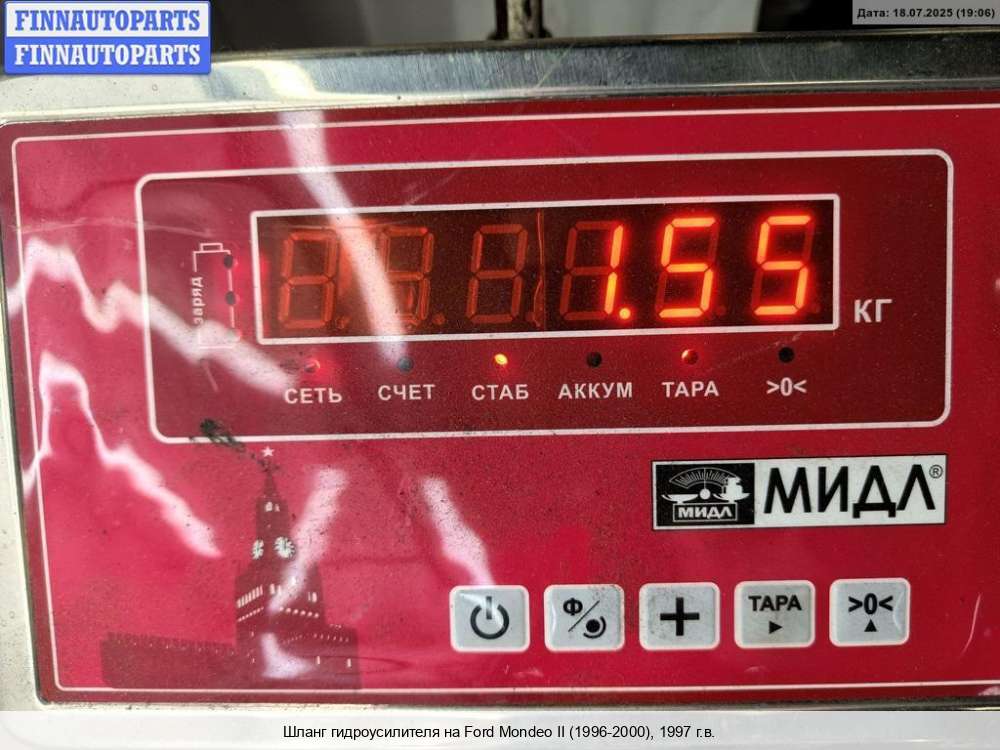 FINNAUTOPARTS
FINNAUTOPARTS
Дата: 18.07.2025 (19:06)
заряд
1.55
КГ
СЕТЬ СЧЕТ СТАБ АККУМ ТАРА >0<
МИДЛ МИДЛ®
Ф ТАРА >0<
Шланг гидроусилителя на Ford Mondeo II (1996-2000), 1997 г.в.